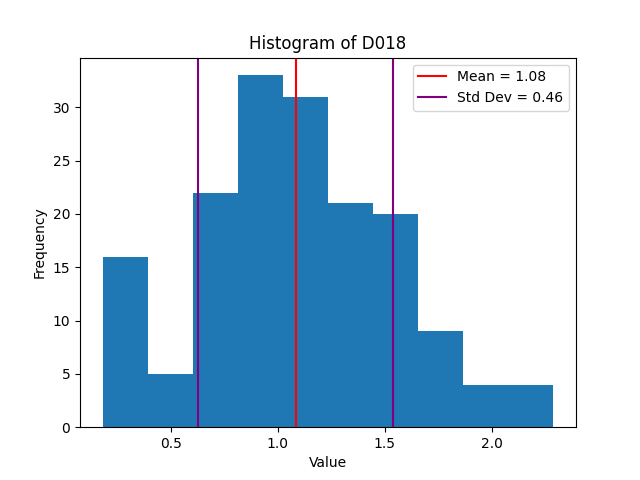 Histogram of D018
Mean = 1.08
Std Dev = 0.46
Frequency
30
25
20
15
10
5
0
0.5 1.0 1.5 2.0
Value